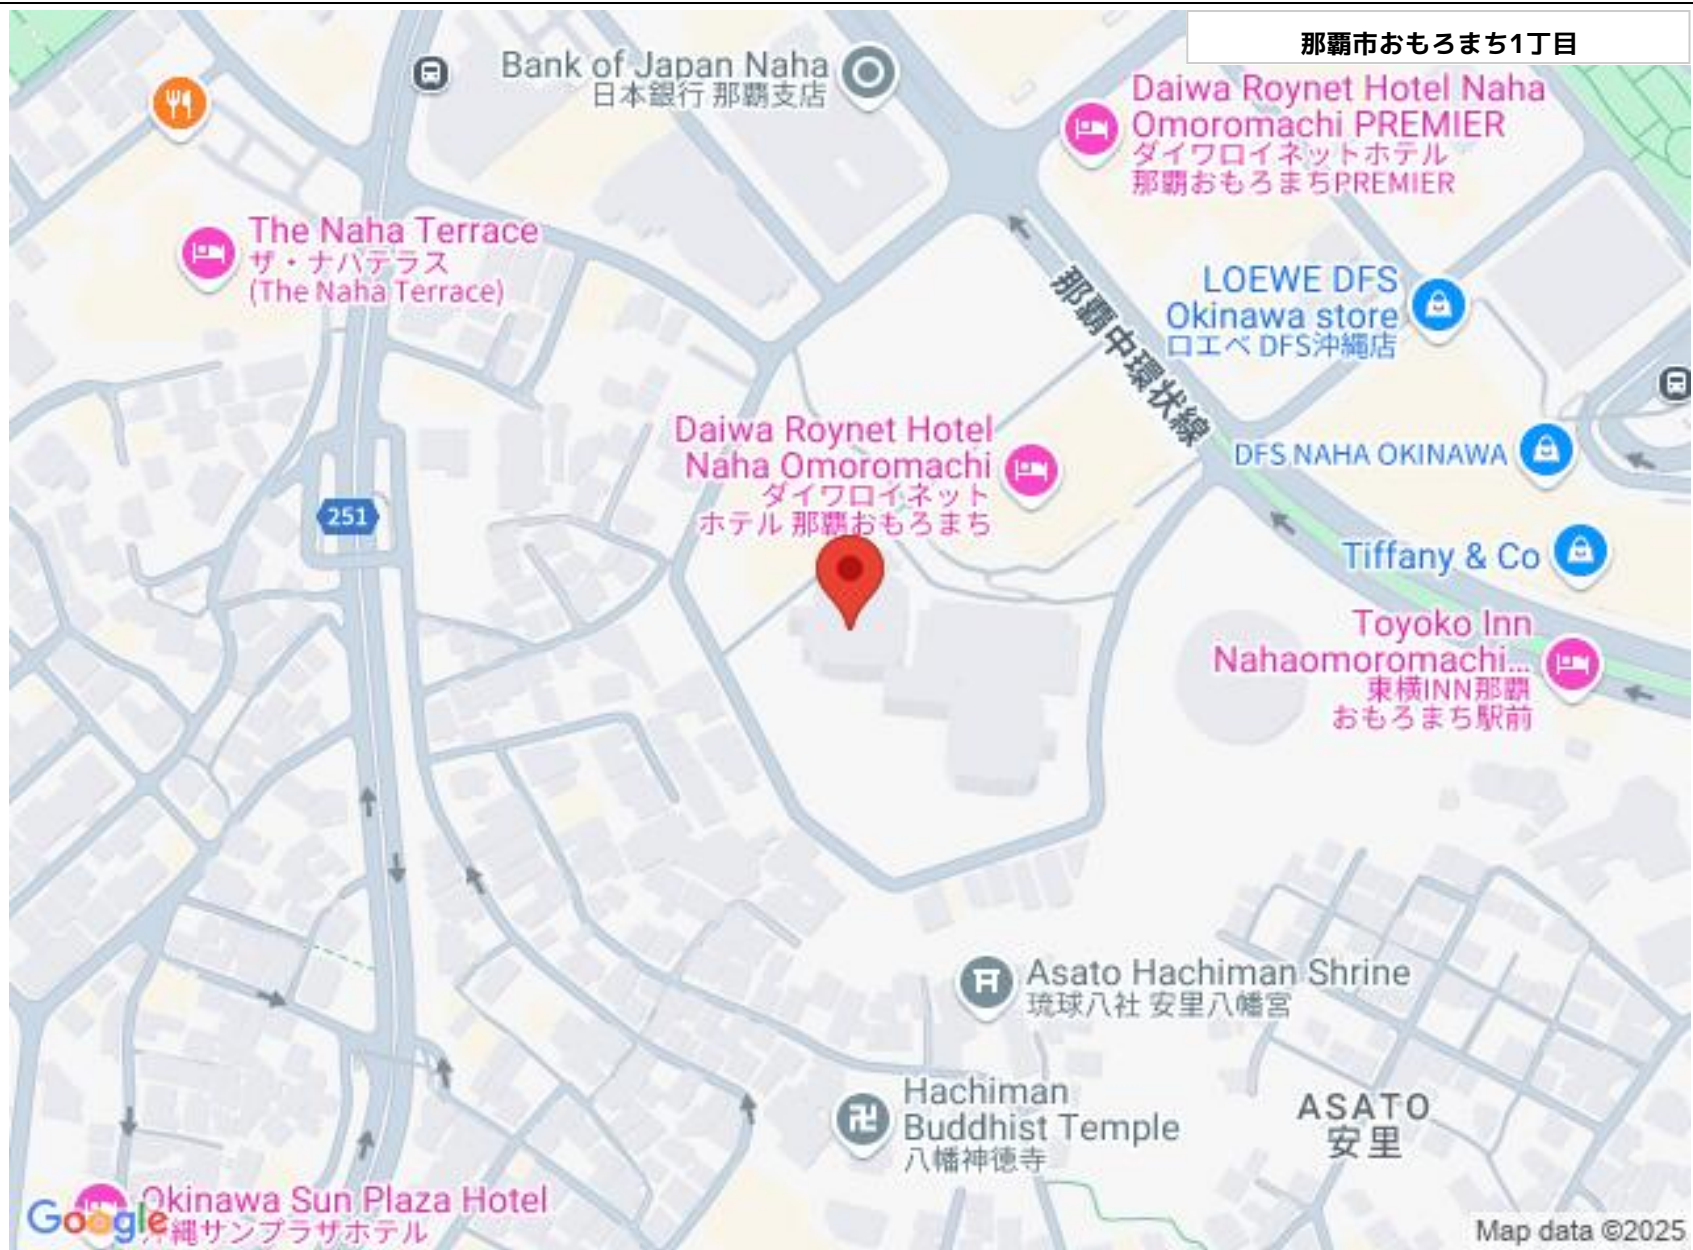 那覇市おもろまち1丁目
Bank of Japan Naha
日本銀行 那覇支店
Daiwa Roynet Hotel Naha
Omoromachi PREMIER
ダイワロイネットホテル
那覇おもろまちPREMIER
The Naha Terrace
ザ・ナハテラス
(The Naha Terrace)
那覇中環状線
LOEWE DFS
Okinawa store
ロエベ DFS沖縄店
Daiwa Roynet Hotel
Naha Omoromachi
ダイワロイネット
ホテル 那覇おもろまち
DFS NAHA OKINAWA
251
Tiffany & Co
Toyoko Inn
Nahaomoromachi...
東横INN那覇
おもろまち駅前
Asato Hachiman Shrine
琉球八社 安里八幡宮
Hachiman
Buddhist Temple
八幡神徳寺
ASATO
安里
Okinawa Sun Plaza Hotel
沖縄サンプラザホテル
Google
Map data ©2025